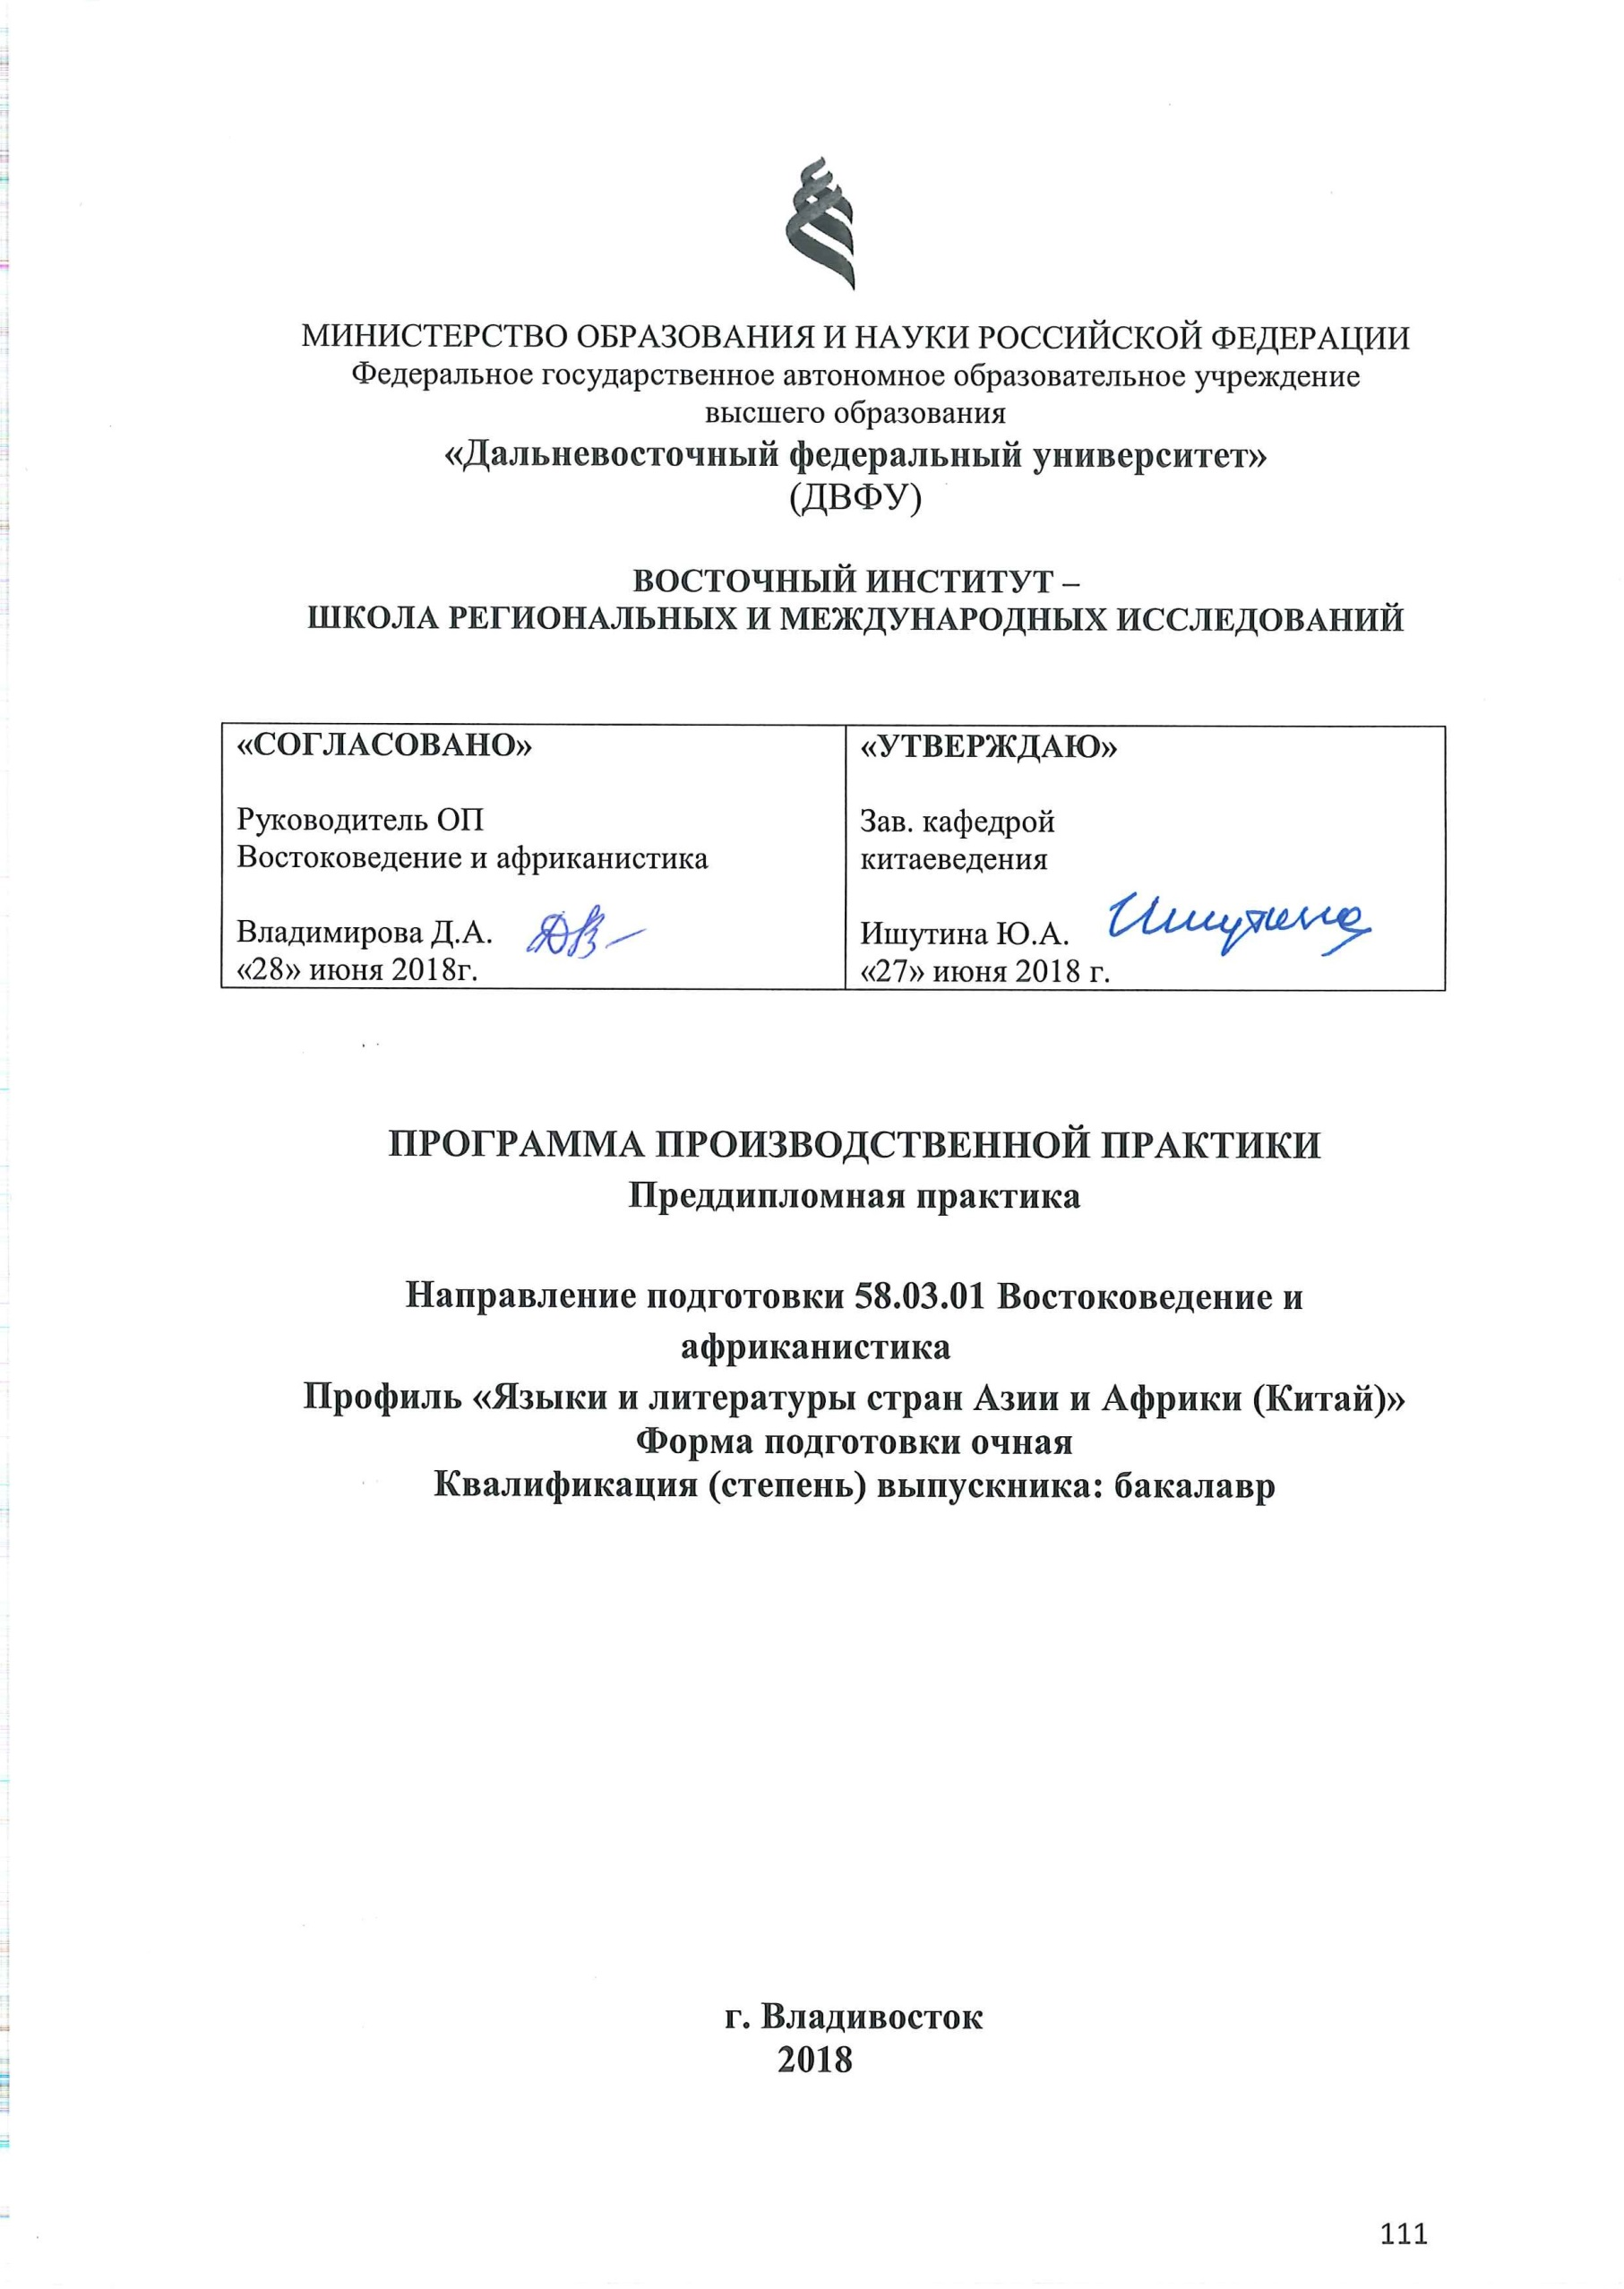 МИНИСТЕРСТВО ОБРАЗОВАНИЯ И НАУКИ РОССИЙСКОЙ ФЕДЕРАЦИИ
Федеральное государственное автономное образовательное учреждение
высшего образования
«Дальневосточный федеральный университет»
(ДВФУ)
ВОСТОЧНЫЙ ИНСТИТУТ –
ШКОЛА РЕГИОНАЛЬНЫХ И МЕЖДУНАРОДНЫХ ИССЛЕДОВАНИЙ
«СОГЛАСОВАНО»
Руководитель ОП
Востоковедение и африканистика
Владимирова Д.А. ДВ
«28» июня 2018г.
«УТВЕРЖДАЮ»
Зав. кафедрой
китаеведения
Ишутина Ю.А. Ишутина
«27» июня 2018 г.
ПРОГРАММА ПРОИЗВОДСТВЕННОЙ ПРАКТИКИ
Преддипломная практика
Направление подготовки 58.03.01 Востоковедение и
африканистика
Профиль «Языки и литературы стран Азии и Африки (Китай)»
Форма подготовки очная
Квалификация (степень) выпускника: бакалавр
г. Владивосток
2018
111